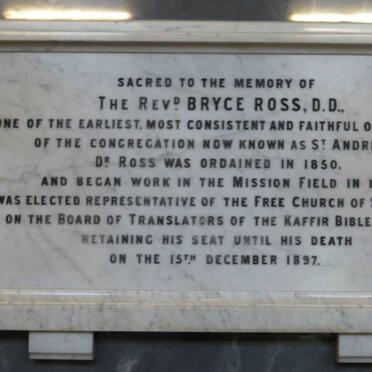 SACRED TO THE MEMORY OF
THE REVD BRYCE ROSS, D.D.,
ONE OF THE EARLIEST, MOST CONSISTENT AND FAITHFUL
OF THE CONGREGATION NOW KNOWN AS ST
DR ROSS WAS ORDAINED IN 1850.
AND BEGAN WORK IN THE MISSION FIELD IN
WAS ELECTED REPRESENTATIVE OF THE FREE CHURCH OF
ON THE BOARD OF TRANSLATORS OF THE KAFFIR BIBLE
RETAINING HIS SEAT UNTIL HIS DEATH
ON THE 15TH DECEMBER 1897.